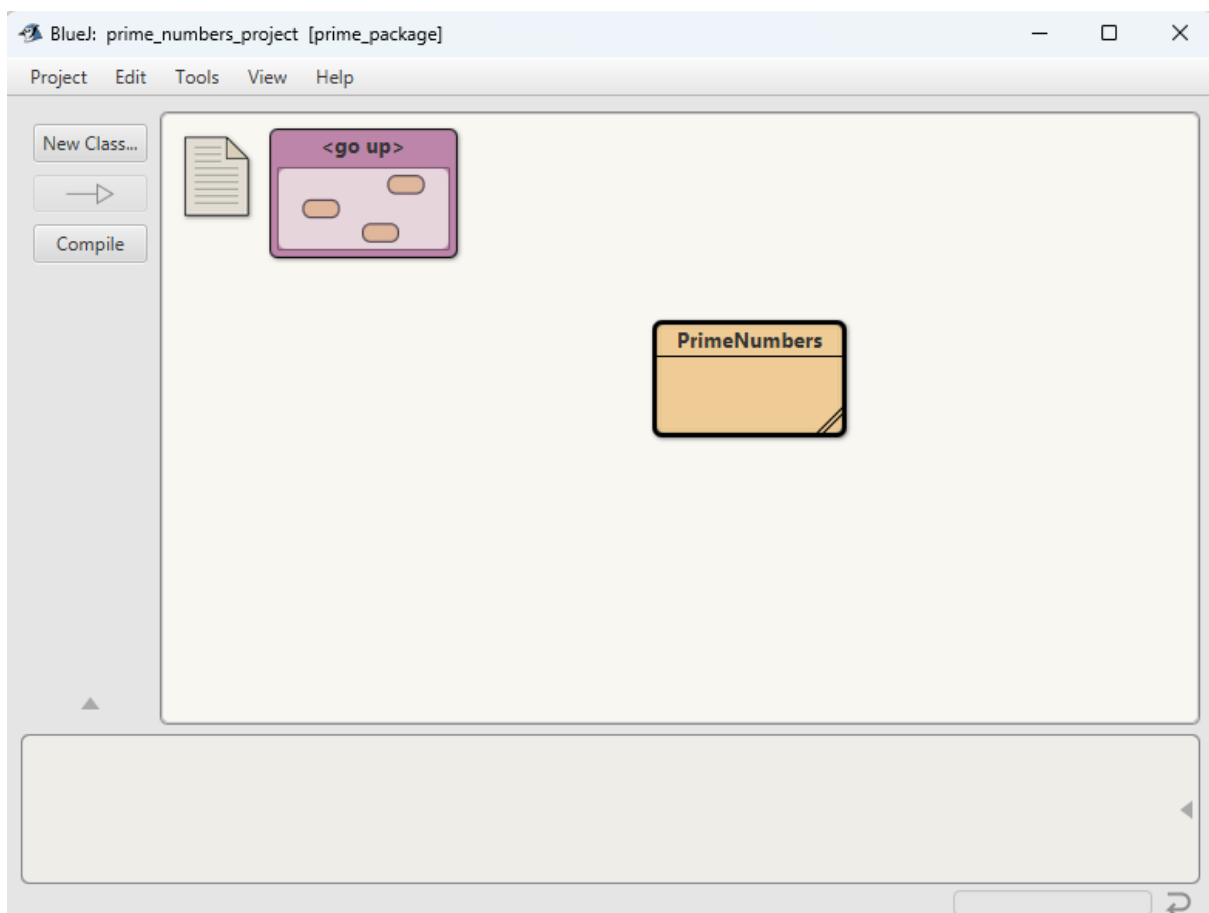 BlueJ: prime_numbers_project [prime_package]
Project Edit Tools View Help
New Class...
<go up>
Compile
PrimeNumbers